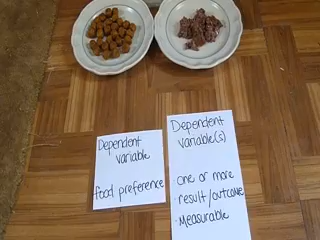 Dependent
variable
food preference
Dependent
variable(s)
one or more
· result/outcome
· Measurable